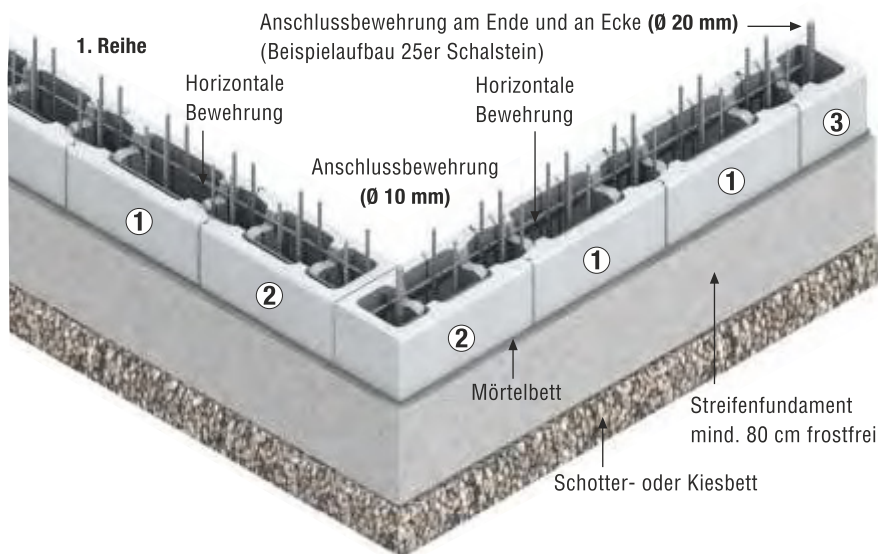 1. Reihe
Anschlussbewehrung am Ende und an Ecke (Ø 20 mm)
(Beispielaufbau 25er Schalstein)
Horizontale
Bewehrung
Horizontale
Bewehrung
Anschlussbewehrung
(Ø 10 mm)
3
1
1
1
2
2
Mörtelbett
Streifenfundament
mind. 80 cm frostfrei
Schotter- oder Kiesbett